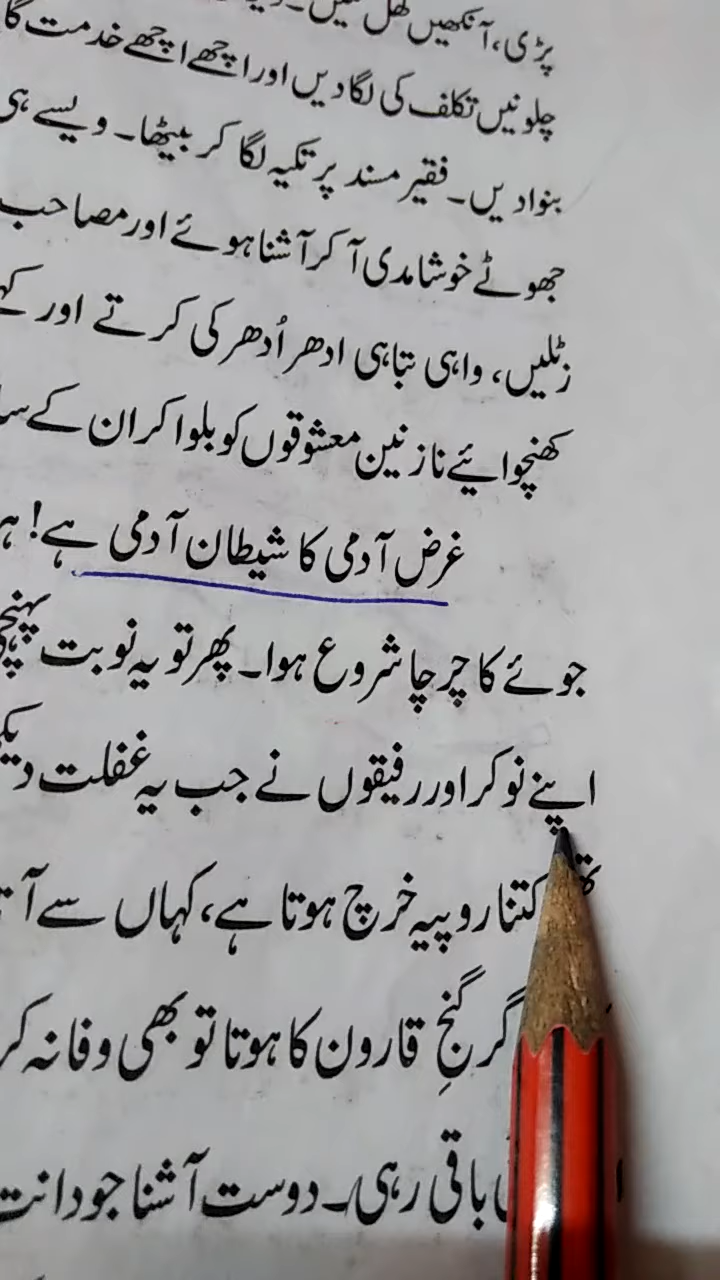 پڑی، آنکھیں کھل
چلونیں تکلف کی لگا دیں اور اچھے اچھے خدمت
بنوا دیں۔ فقیر مسند پر تکیہ لگا کر بیٹھا۔ ویسے ہی
جھوٹے خوشامدی آ کر آشنا ہوئے اور مصاحب
زٹلیں، واہی تباہی ادھر اُدھر کی کرتے اور
کھنچوائیے نازنین معشوقوں کو بلوا کر ان کے
غرض آدمی کا شیطان آدمی ہے!
جوئے کا چرچا شروع ہوا۔ پھر تو یہ نوبت پہنچی
اپنے نوکر اور رفیقوں نے جب یہ غفلت
کتنا روپیہ خرچ ہوتا ہے، کہاں سے
گر گنجِ قارون کا ہوتا تو بھی وفا نہ
باقی رہی۔ دوست آشنا جو دانت